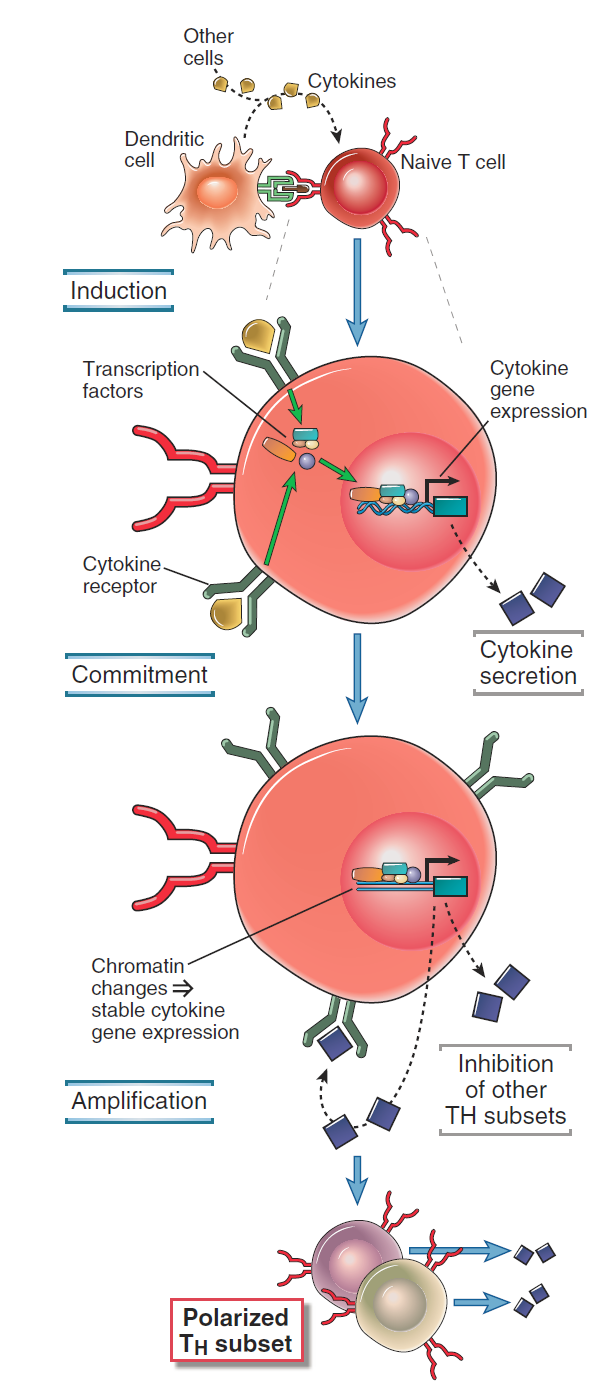 Other
cells
Cytokines
Dendritic
cell
Naive T cell
Induction
Transcription
factors
Cytokine
gene
expression
Cytokine
receptor
Cytokine
secretion
Commitment
Chromatin
changes ⇒
stable cytokine
gene expression
Inhibition
of other
TH subsets
Amplification
Polarized
TH subset